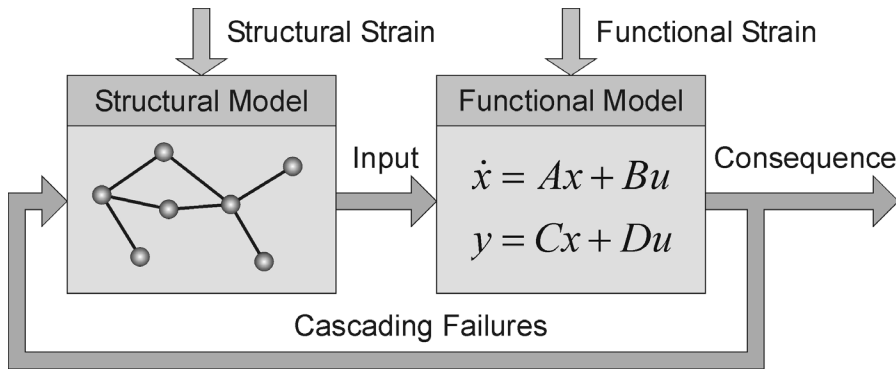 Structural Strain
Functional Strain
Structural Model
Functional Model
Input
Consequence
ẋ = Ax + Bu
y = Cx + Du
Cascading Failures